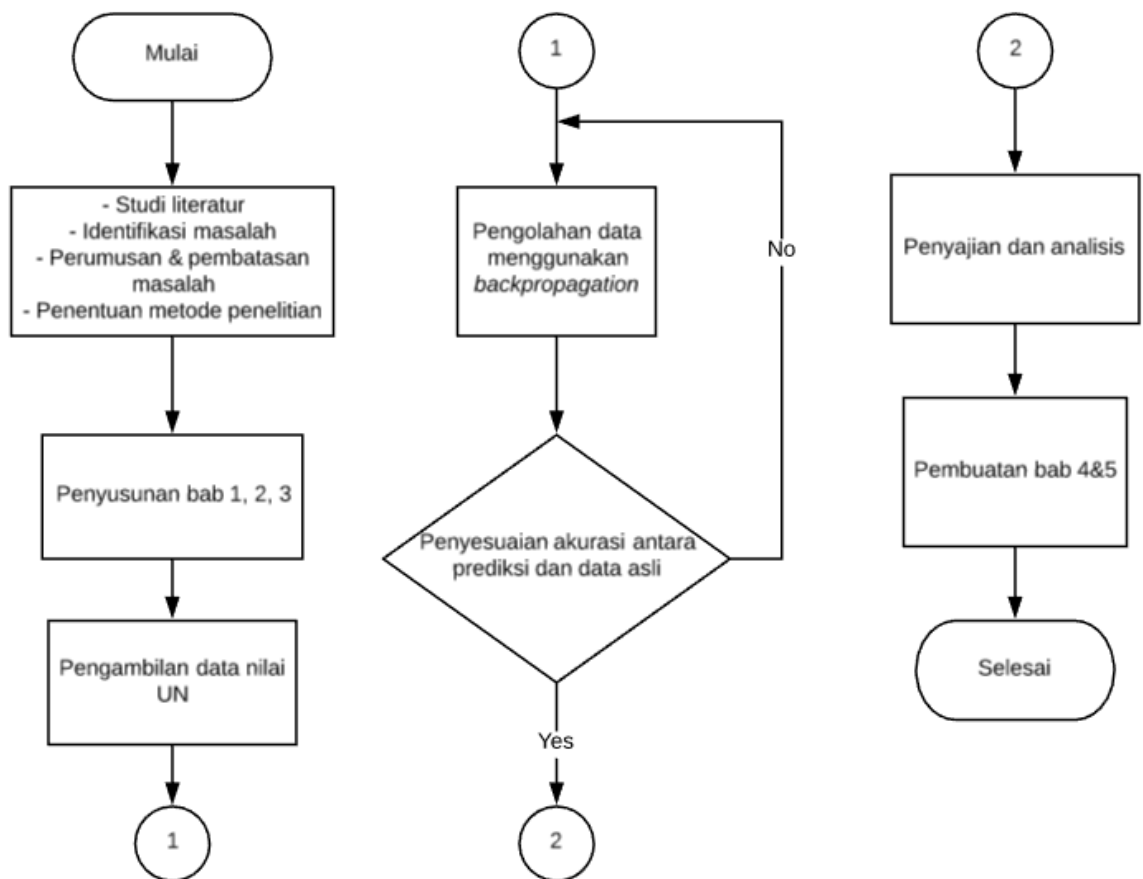 Mulai
- Studi literatur
- Identifikasi masalah
- Perumusan & pembatasan
masalah
- Penentuan metode penelitian
Penyusunan bab 1, 2, 3
Pengambilan data nilai
UN
1
1
Pengolahan data
menggunakan
backpropagation
No
Penyesuaian akurasi antara
prediksi dan data asli
Yes
2
2
Penyajian dan analisis
Pembuatan bab 4&5
Selesai